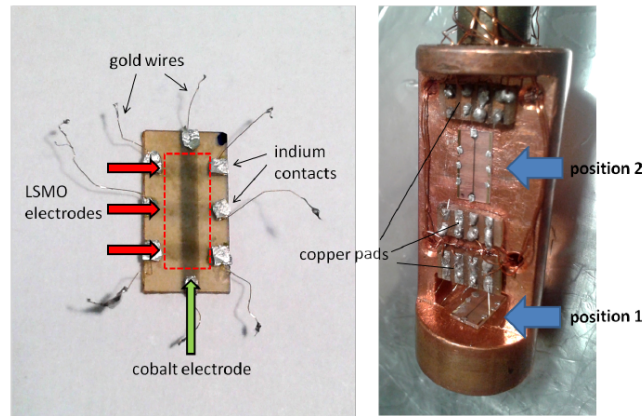 gold wires
indium
contacts
LSMO
electrodes
cobalt electrode
position 2
copper pads
position 1